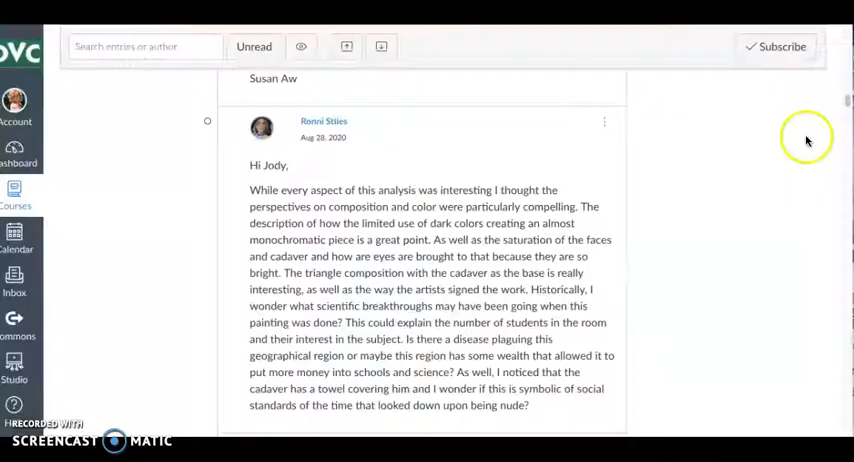 DVC
Search entries or author Unread Subscribe
Susan Aw
Account
Ronni Stiles
Aug 28, 2020
ashboard
Hi Jody,
While every aspect of this analysis was interesting I thought the
Courses
perspectives on composition and color were particularly compelling. The
description of how the limited use of dark colors creating an almost
Calendar
monochromatic piece is a great point. As well as the saturation of the faces
and cadaver and how are eyes are brought to that because they are so
bright. The triangle composition with the cadaver as the base is really
Inbox
interesting, as well as the way the artists signed the work. Historically, I
wonder what scientific breakthroughs may have been going when this
painting was done? This could explain the number of students in the room
ommons
and their interest in the subject. Is there a disease plaguing this
geographical region or maybe this region has some wealth that allowed it to
put more money into schools and science? As well, I noticed that the
Studio
cadaver has a towel covering him and I wonder if this is symbolic of social
standards of the time that looked down upon being nude?
RECORDED WITH
SCREENCAST MATIC